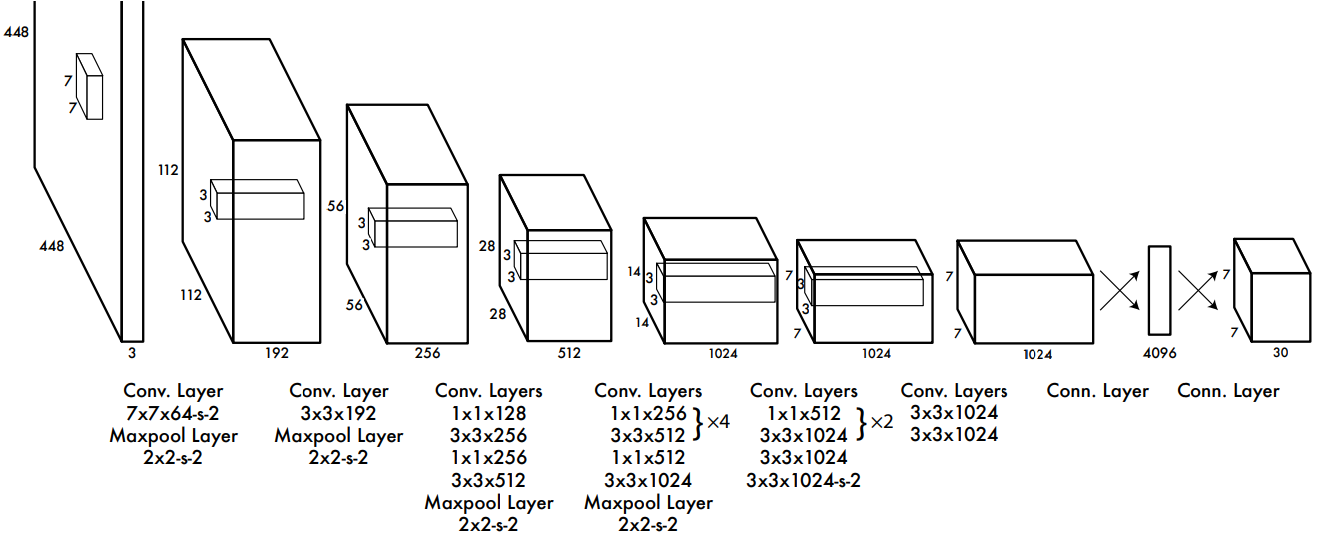 448
7
7
448
3
112
3
3
112
192
56
3
3
56
256
28
3
3
28
512
14
3
3
14
1024
7
3
3
7
1024
7
7
1024
4096
7
7
30
Conv. Layer
7x7x64-s-2
Maxpool Layer
2x2-s-2
Conv. Layer
3x3x192
Maxpool Layer
2x2-s-2
Conv. Layers
1x1x128
3x3x256
1x1x256
3x3x512
Maxpool Layer
2x2-s-2
Conv. Layers
1x1x256
3x3x512
}×4
1x1x512
3x3x1024
Maxpool Layer
2x2-s-2
Conv. Layers
1x1x512
3x3x1024
}×2
3x3x1024
3x3x1024-s-2
Conv. Layers
3x3x1024
3x3x1024
Conn. Layer
Conn. Layer